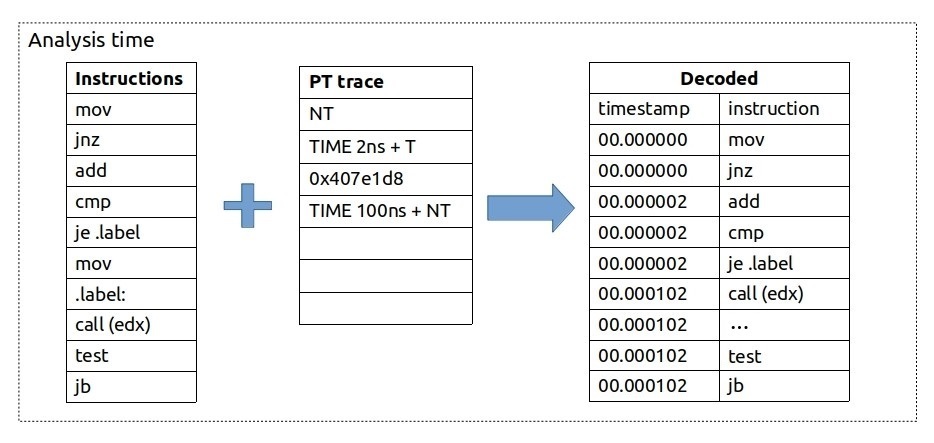 Analysis time
Instructions
mov
jnz
add
cmp
je .label
mov
.label:
call (edx)
test
jb
PT trace
NT
TIME 2ns + T
0x407e1d8
TIME 100ns + NT
Decoded
timestamp instruction
00.000000 mov
00.000000 jnz
00.000002 add
00.000002 cmp
00.000002 je .label
00.000102 call (edx)
00.000102 ...
00.000102 test
00.000102 jb